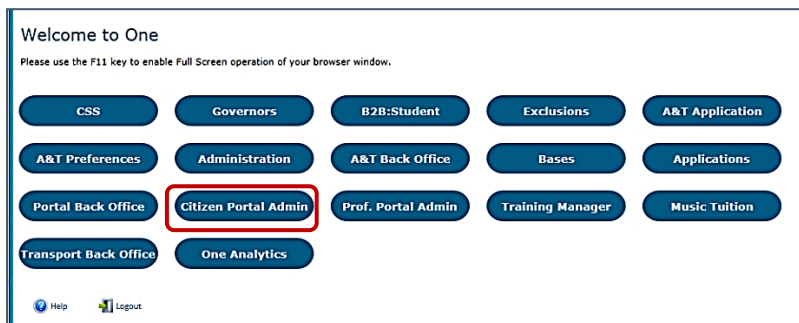 Welcome to One
Please use the F11 key to enable Full Screen operation of your browser window.
CSS Governors B2B:Student Exclusions A&T Application
A&T Preferences Administration A&T Back Office Bases Applications
Portal Back Office Citizen Portal Admin Prof. Portal Admin Training Manager Music Tuition
Transport Back Office One Analytics
Help Logout